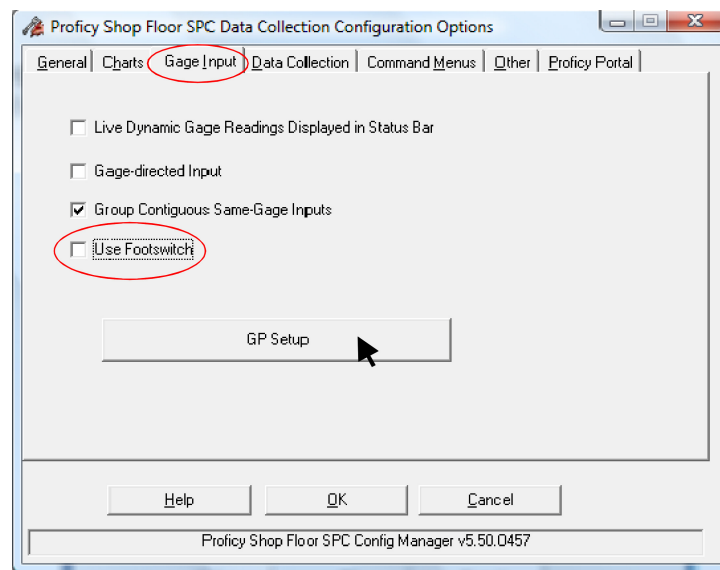 Proficy Shop Floor SPC Data Collection Configuration Options
General Charts Gage Input Data Collection Command Menus Other Proficy Portal
Live Dynamic Gage Readings Displayed in Status Bar
Gage-directed Input
Group Contiguous Same-Gage Inputs
Use Footswitch
GP Setup
Help OK Cancel
Proficy Shop Floor SPC Config Manager v5.50.0457